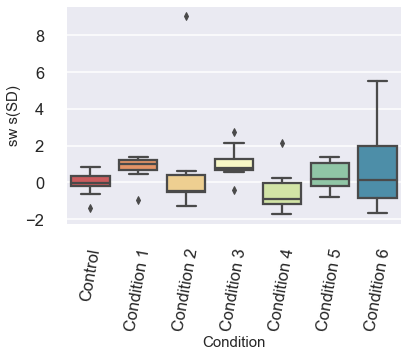 sw s(SD)
8
6
4
2
0
−2
Control
Condition 1
Condition 2
Condition 3
Condition 4
Condition 5
Condition 6
Condition